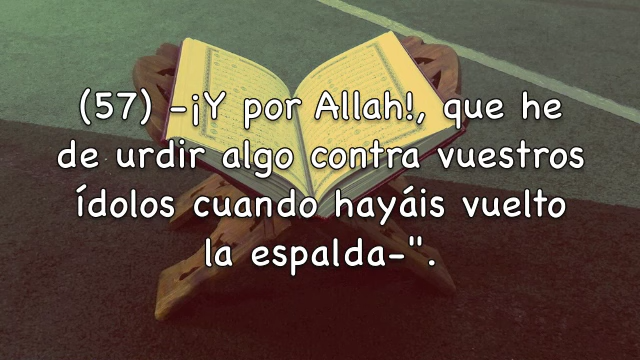 (57) -¡Y por Allah!, que he
de urdir algo contra vuestros
ídolos cuando hayáis vuelto
la espalda-".